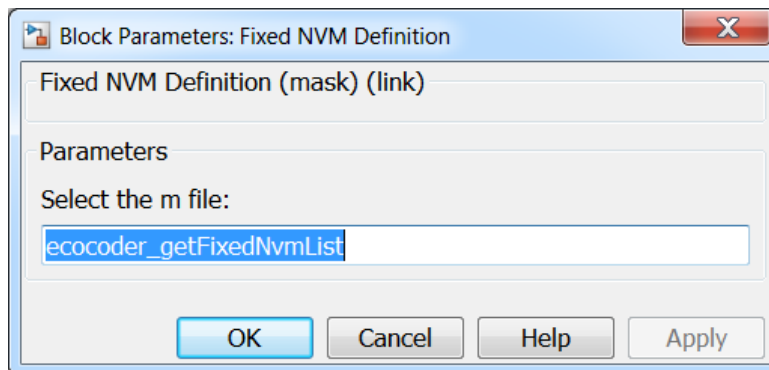 Block Parameters: Fixed NVM Definition
Fixed NVM Definition (mask) (link)
Parameters
Select the m file:
ecocoder_getFixedNvmList
OK Cancel Help Apply